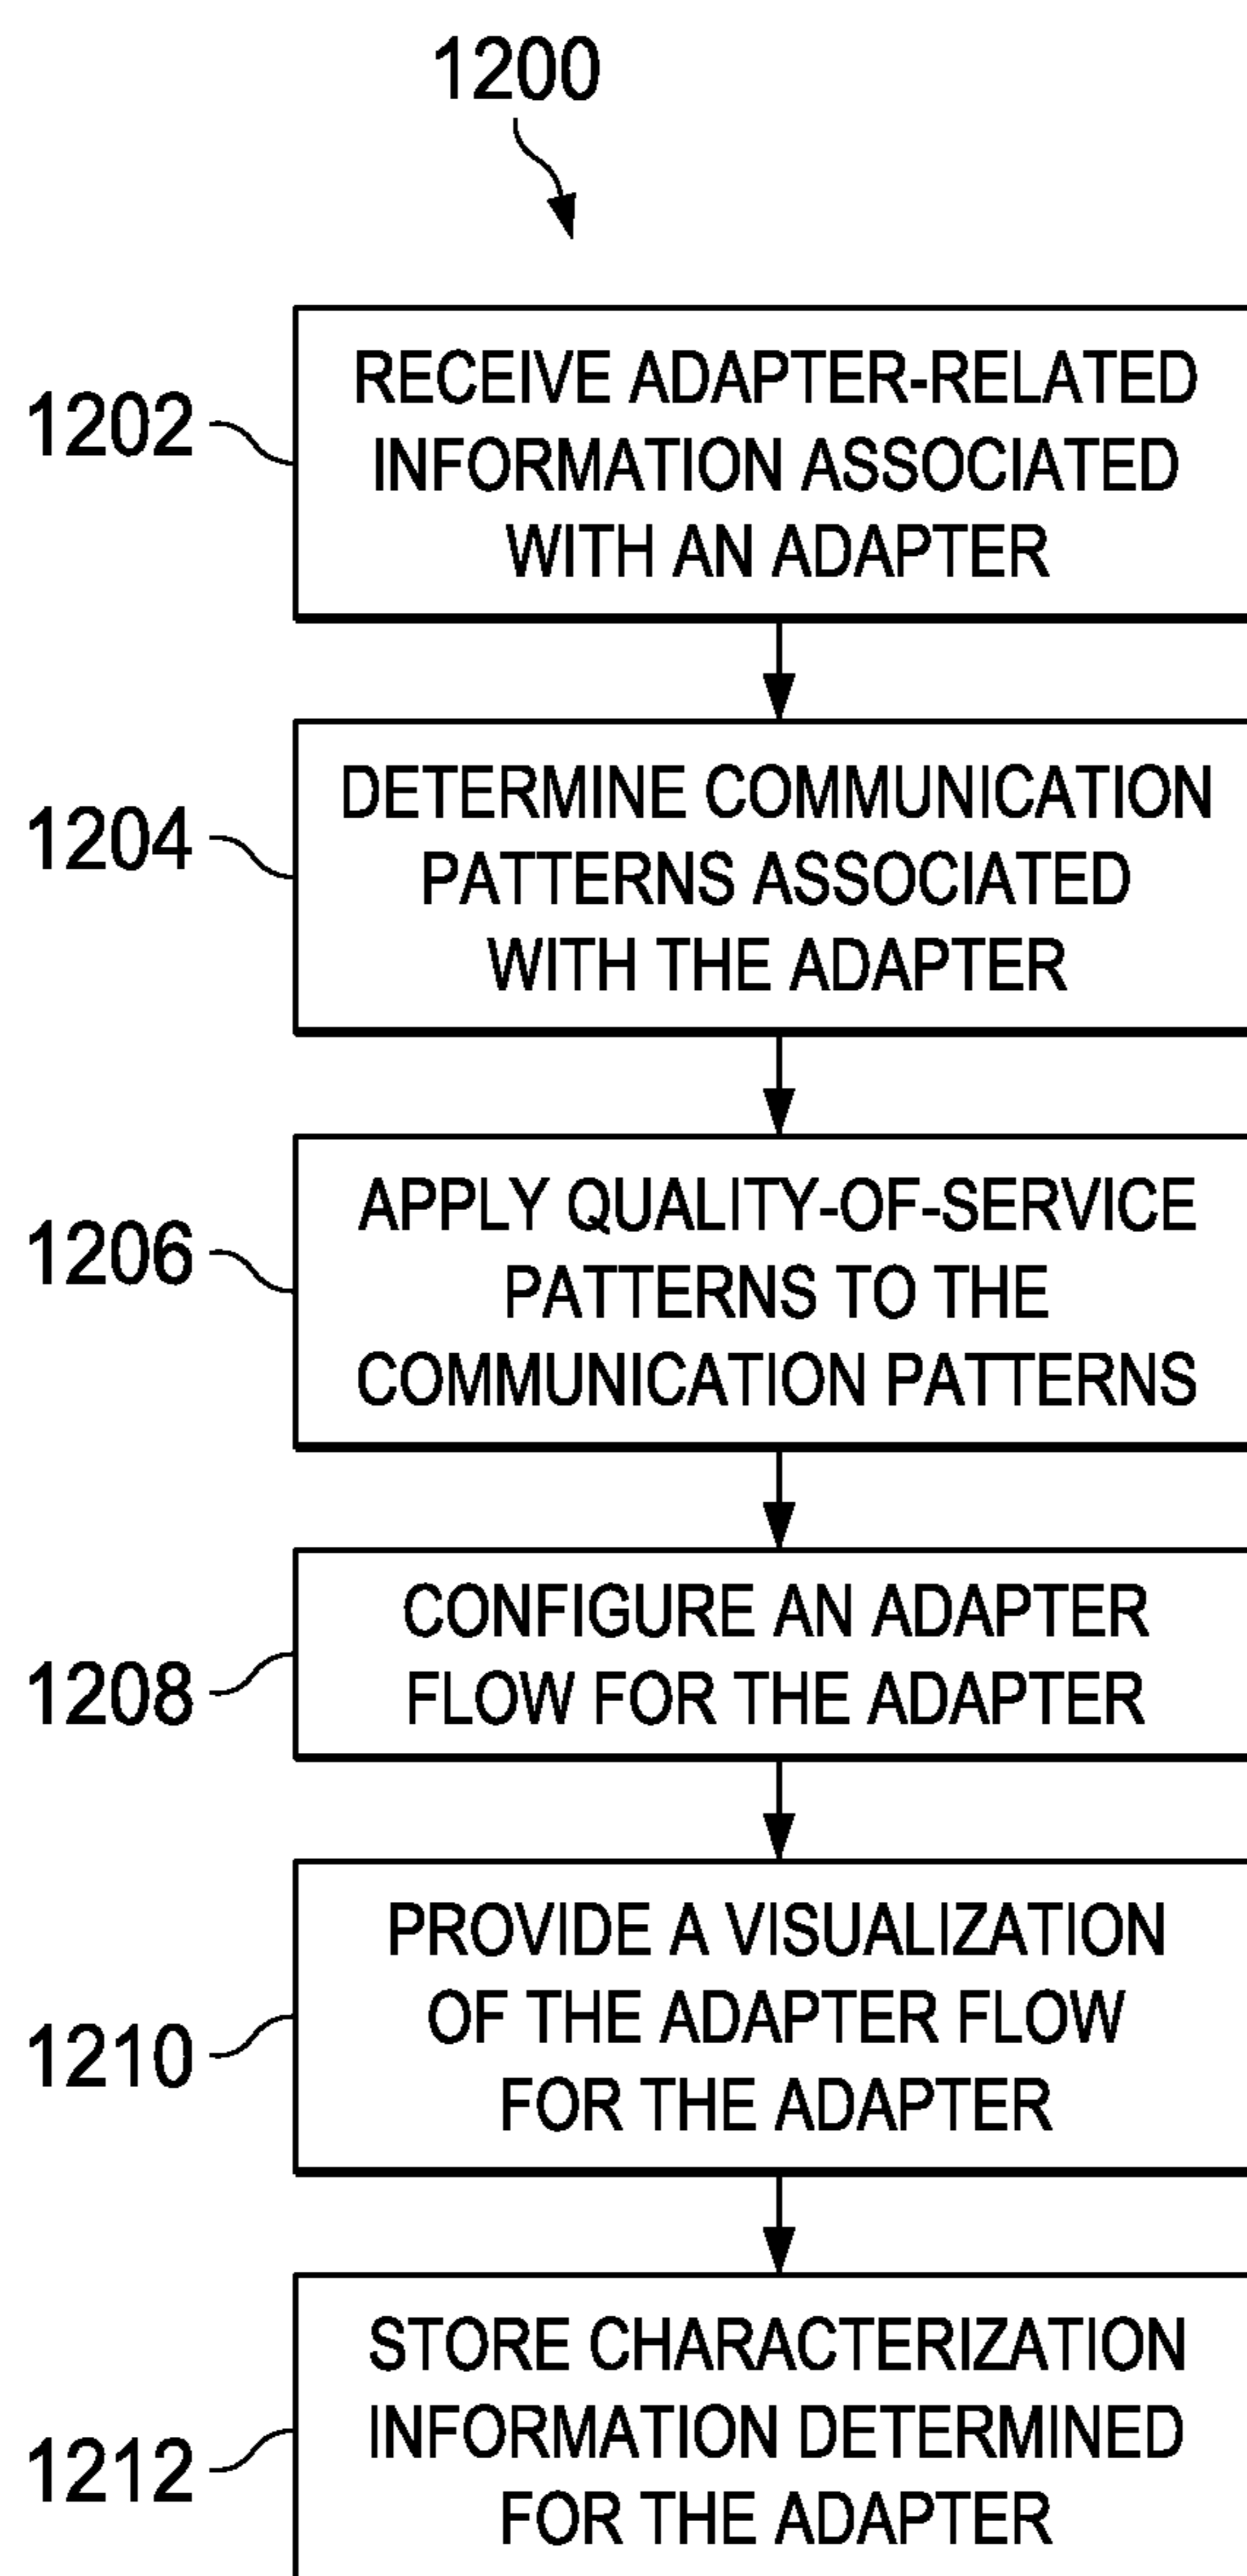 1200
1202
RECEIVE ADAPTER-RELATED
INFORMATION ASSOCIATED
WITH AN ADAPTER
1204
DETERMINE COMMUNICATION
PATTERNS ASSOCIATED
WITH THE ADAPTER
1206
APPLY QUALITY-OF-SERVICE
PATTERNS TO THE
COMMUNICATION PATTERNS
1208
CONFIGURE AN ADAPTER
FLOW FOR THE ADAPTER
1210
PROVIDE A VISUALIZATION
OF THE ADAPTER FLOW
FOR THE ADAPTER
1212
STORE CHARACTERIZATION
INFORMATION DETERMINED
FOR THE ADAPTER